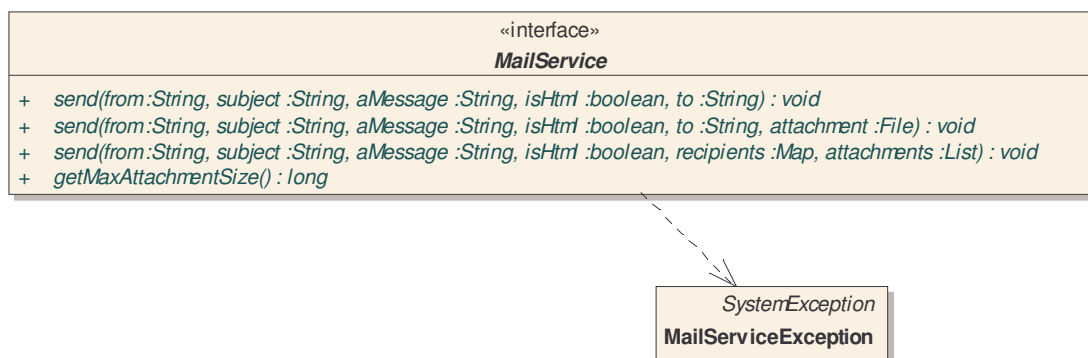 «interface»
MailService
+ send(from :String, subject :String, aMessage :String, isHtml :boolean, to :String) : void
+ send(from :String, subject :String, aMessage :String, isHtml :boolean, to :String, attachment :File) : void
+ send(from :String, subject :String, aMessage :String, isHtml :boolean, recipients :Map, attachments :List) : void
+ getMaxAttachmentSize() : long
SystemException
MailServiceException